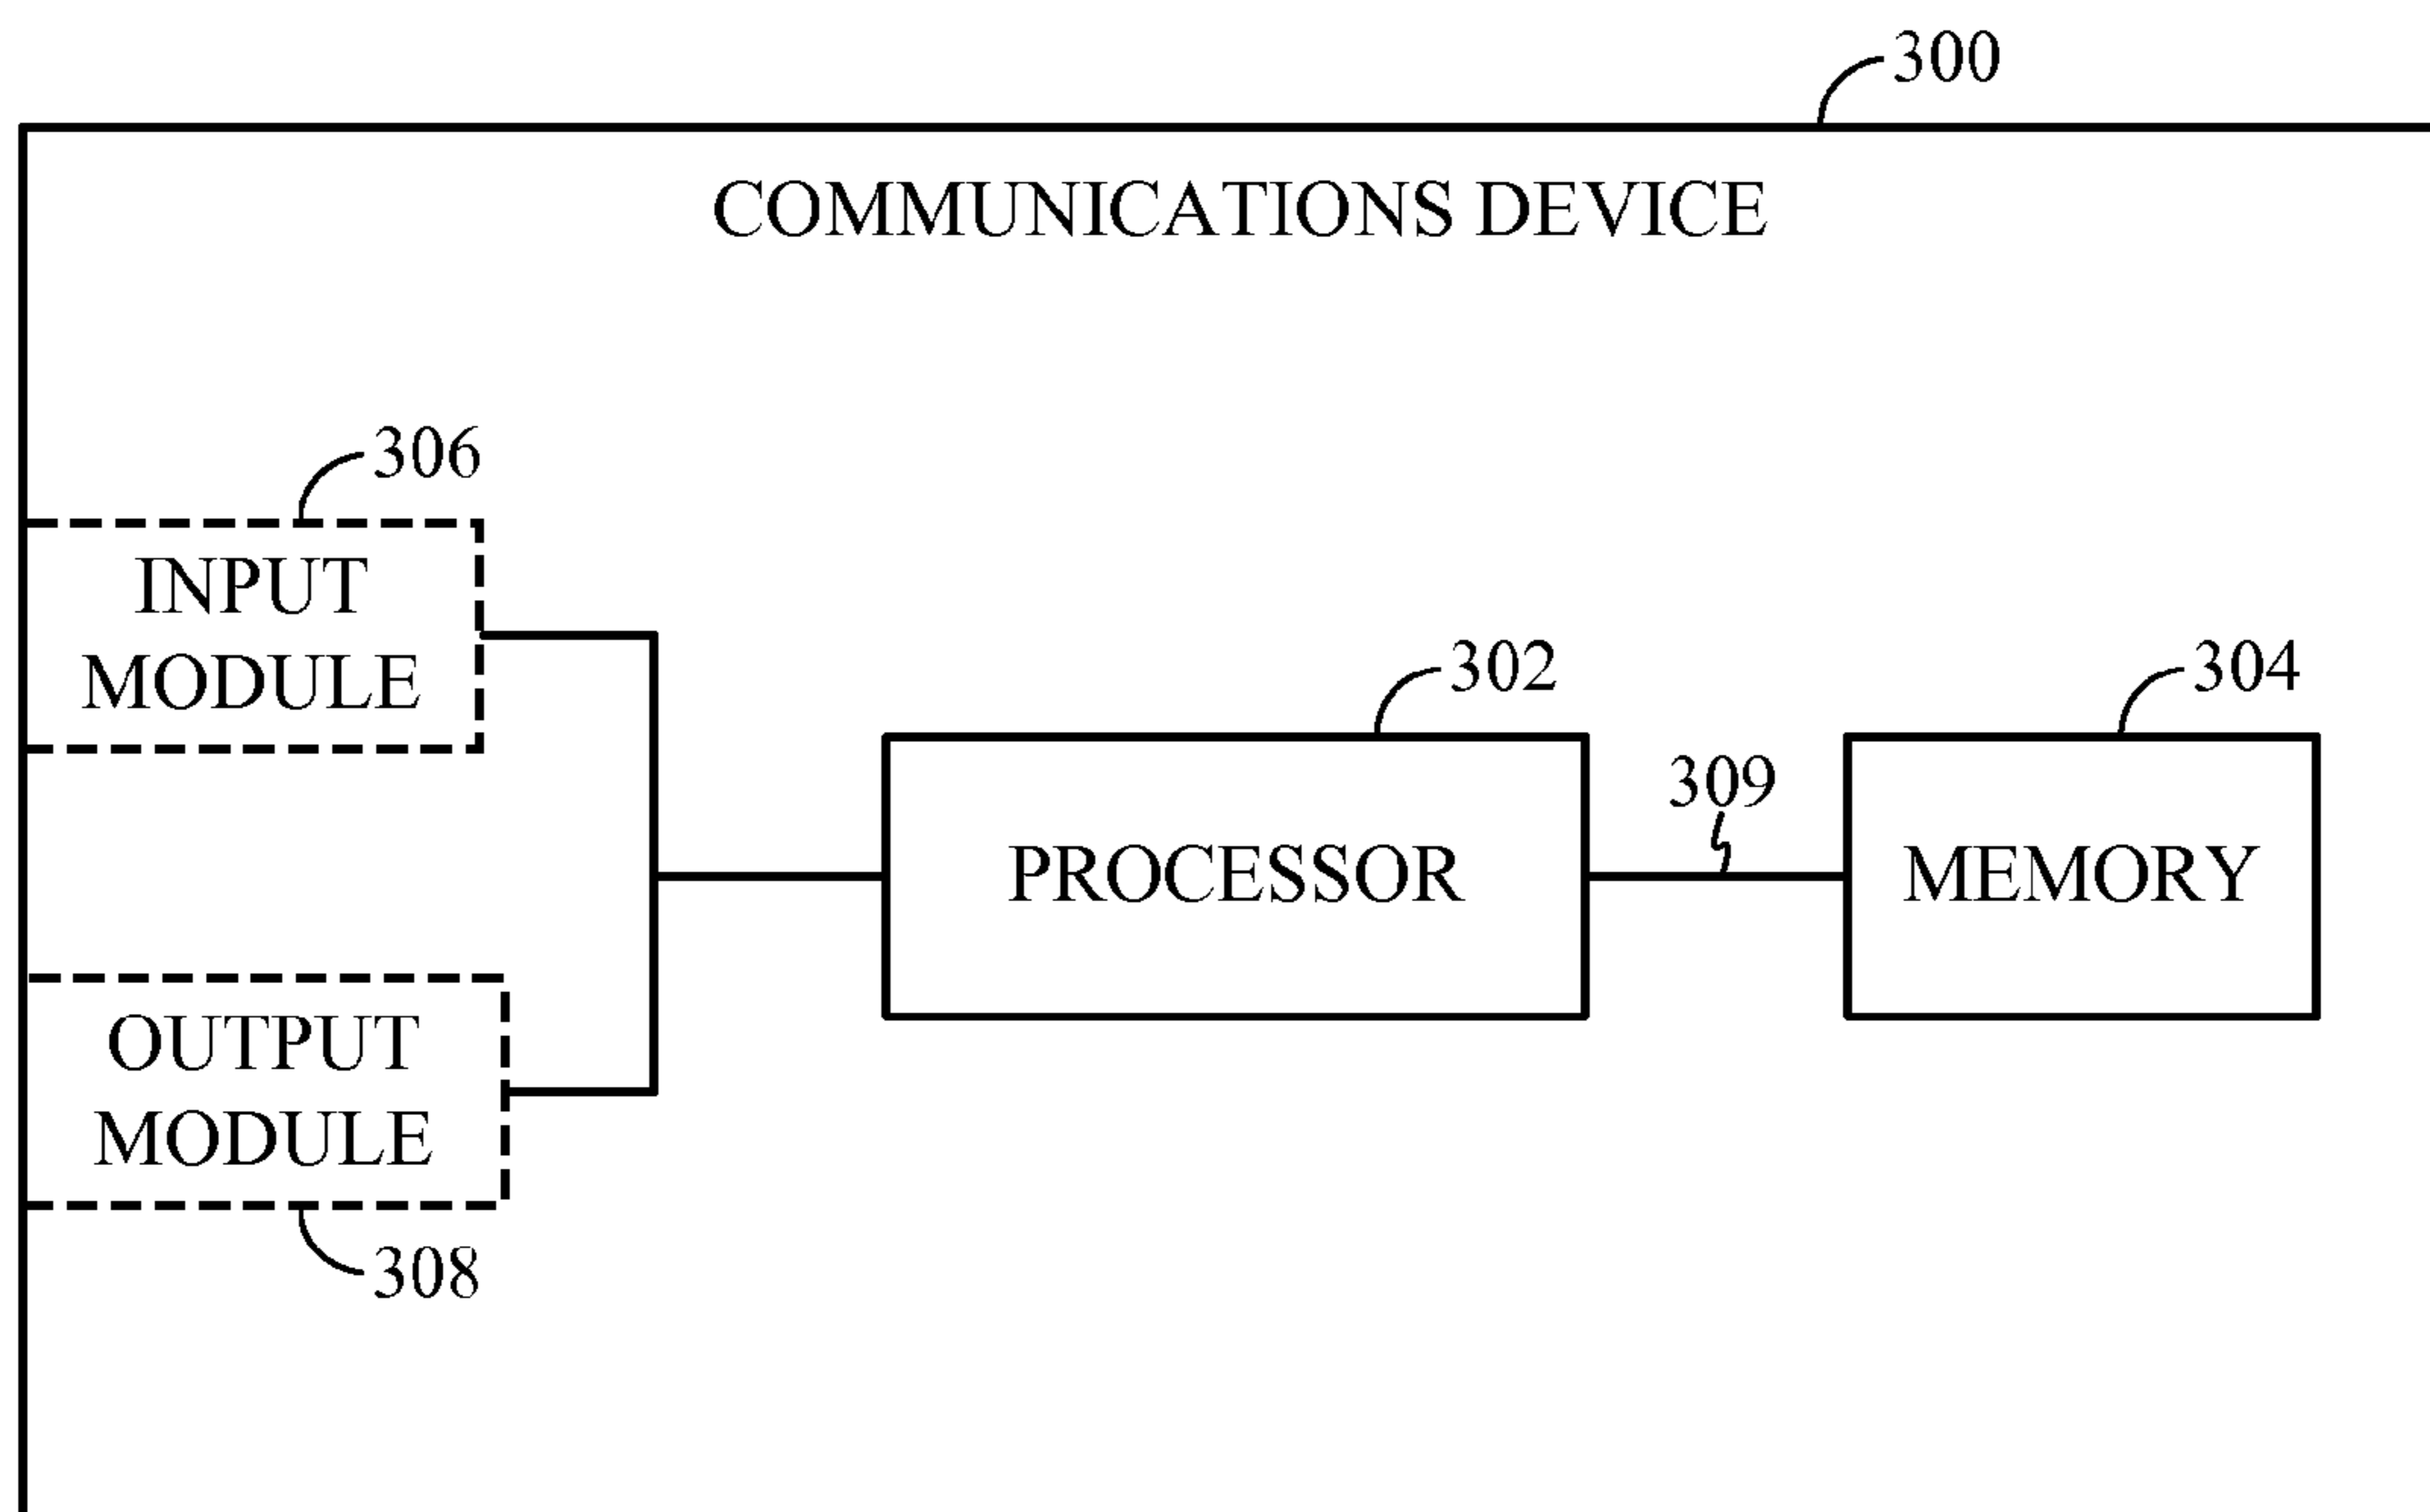 300
COMMUNICATIONS DEVICE
306
INPUT
MODULE
302
304
309
PROCESSOR
MEMORY
OUTPUT
MODULE
308